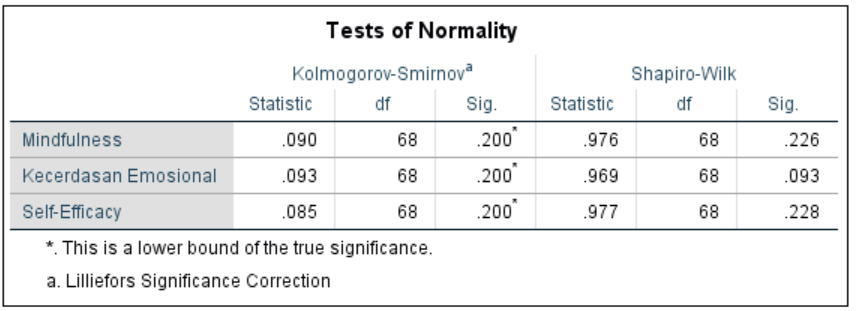 Tests of Normality
Kolmogorov-Smirnovᵃ Shapiro-Wilk
Statistic df Sig. Statistic df Sig.
Mindfulness .090 68 .200* .976 68 .226
Kecerdasan Emosional .093 68 .200* .969 68 .093
Self-Efficacy .085 68 .200* .977 68 .228
*. This is a lower bound of the true significance.
a. Lilliefors Significance Correction